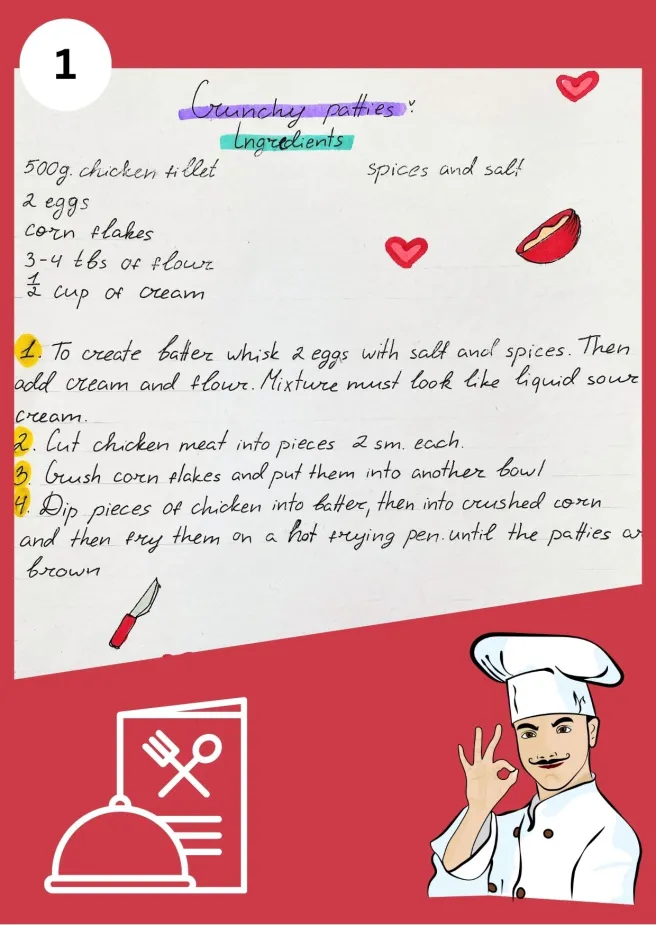 1
Crunchy patties:
Ingredients
500g. chicken fillet
spices and salt
2 eggs
corn flakes
3-4 tbs of flour
1/2 cup of cream
1. To create batter whisk 2 eggs with salt and spices. Then
add cream and flour. Mixture must look like liquid sour
cream.
2. Cut chicken meat into pieces 2 sm. each.
3. Crush corn flakes and put them into another bowl
4. Dip pieces of chicken into batter, then into crushed corn
and then fry them on a hot frying pen. until the patties ar
brown